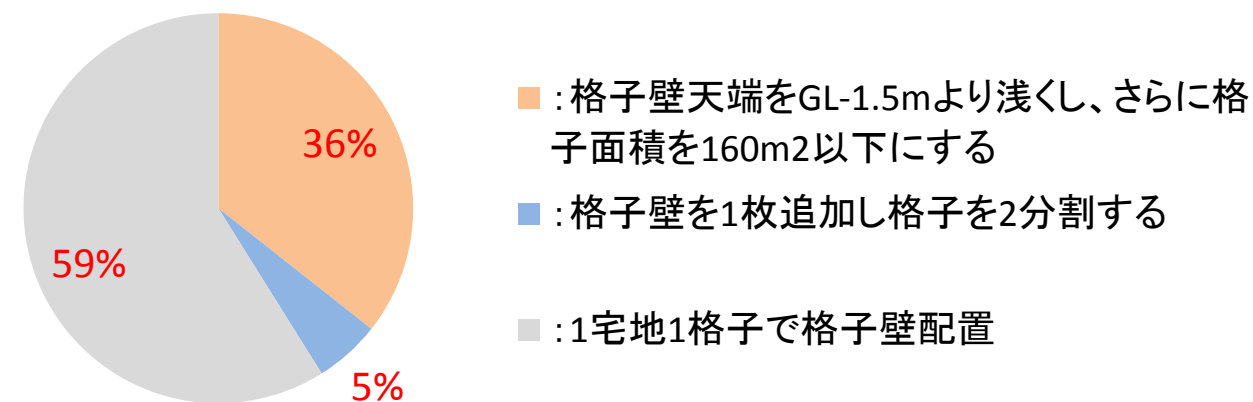 36%
59%
5%
：格子壁天端をGL-1.5mより浅くし、さらに格
子面積を160m2以下にする
：格子壁を1枚追加し格子を2分割する
：1宅地1格子で格子壁配置